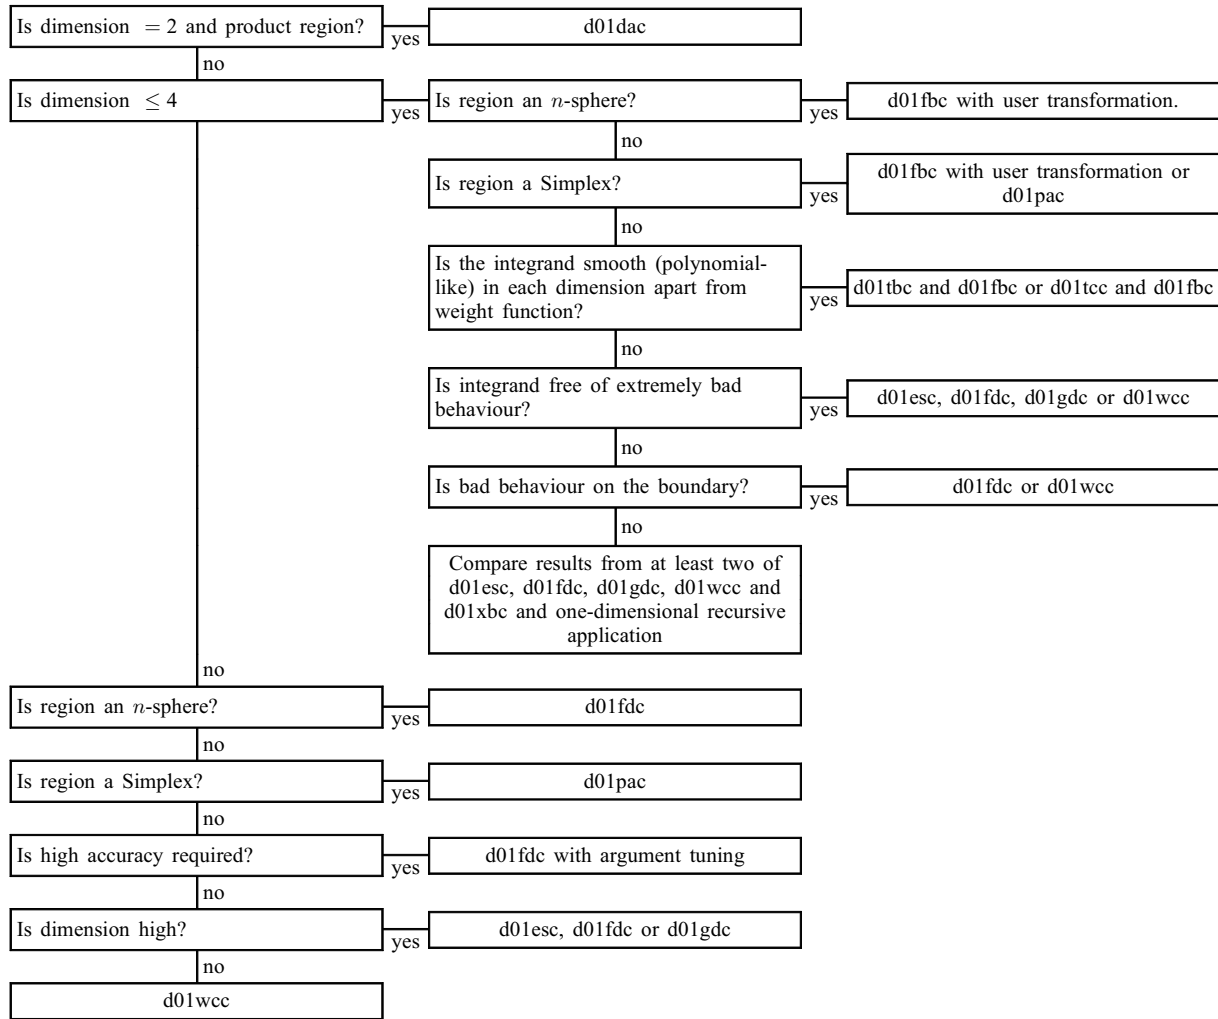 Is dimension = 2 and product region?
yes
d01dac
no
Is dimension ≤ 4
yes
Is region an n-sphere?
yes
d01fbc with user transformation.
no
Is region a Simplex?
yes
d01fbc with user transformation or
d01pac
no
Is the integrand smooth (polynomial-
like) in each dimension apart from
weight function?
yes
d01tbc and d01fbc or d01tcc and d01fbc
no
Is integrand free of extremely bad
behaviour?
yes
d01esc, d01fdc, d01gdc or d01wcc
no
Is bad behaviour on the boundary?
yes
d01fdc or d01wcc
no
Compare results from at least two of
d01esc, d01fdc, d01gdc, d01wcc and
d01xbc and one-dimensional recursive
application
no
Is region an n-sphere?
yes
d01fdc
no
Is region a Simplex?
yes
d01pac
no
Is high accuracy required?
yes
d01fdc with argument tuning
no
Is dimension high?
yes
d01esc, d01fdc or d01gdc
no
d01wcc